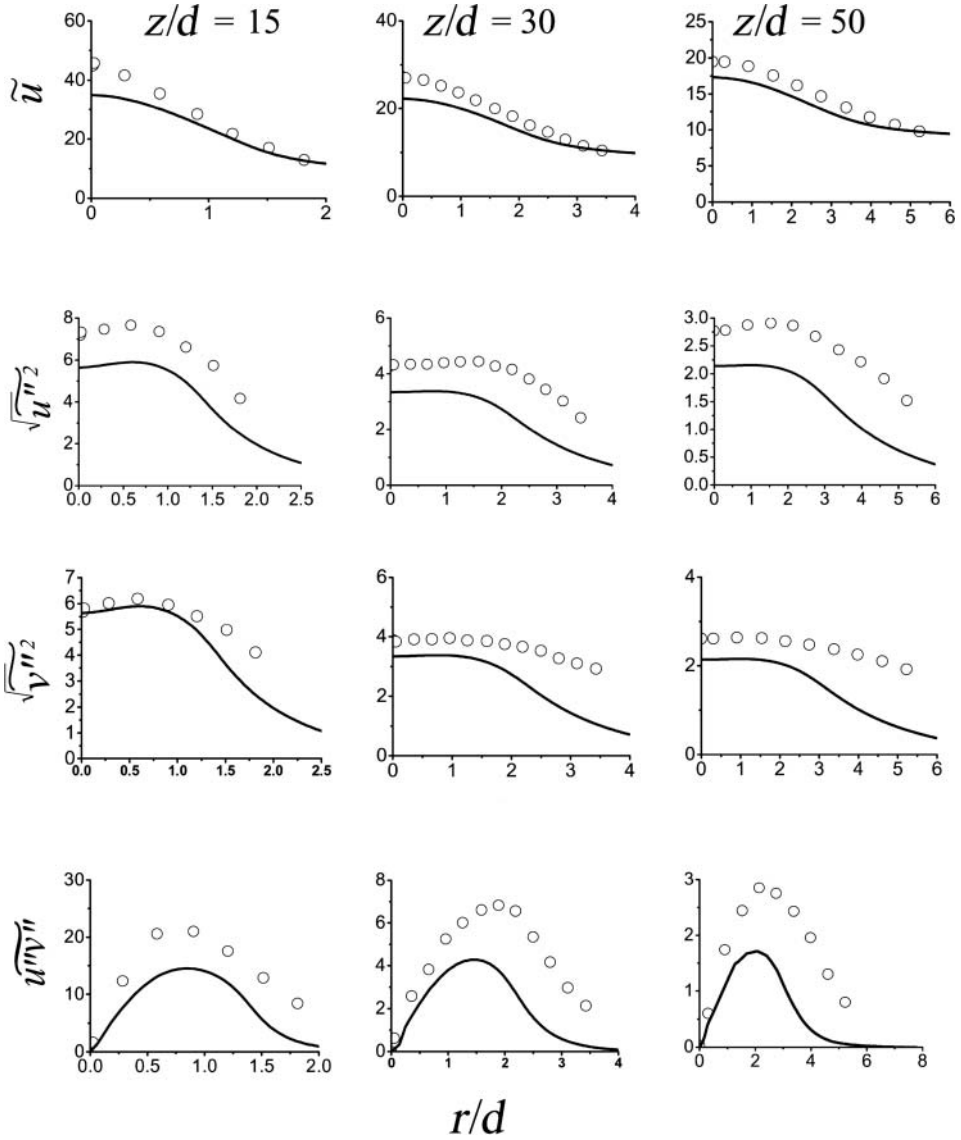 z/d = 15 z/d = 30 z/d = 50
ũ
60 40 20 0
0 1 2
40 20 0
0 1 2 3 4
25 20 15 10 5 0
0 1 2 3 4 5 6
√u″²
8 6 4 2 0
0.0 0.5 1.0 1.5 2.0 2.5
6 4 2 0
0 1 2 3 4
3.0 2.5 2.0 1.5 1.0 0.5 0.0
0 1 2 3 4 5 6
√v″²
7 6 5 4 3 2 1 0
0.0 0.5 1.0 1.5 2.0 2.5
6 4 2 0
0 1 2 3 4
4 2 0
0 1 2 3 4 5 6
u″v″
30 20 10 0
0.0 0.5 1.0 1.5 2.0
8 6 4 2 0
0 1 2 3 4
3 2 1 0
0 2 4 6 8
r/d